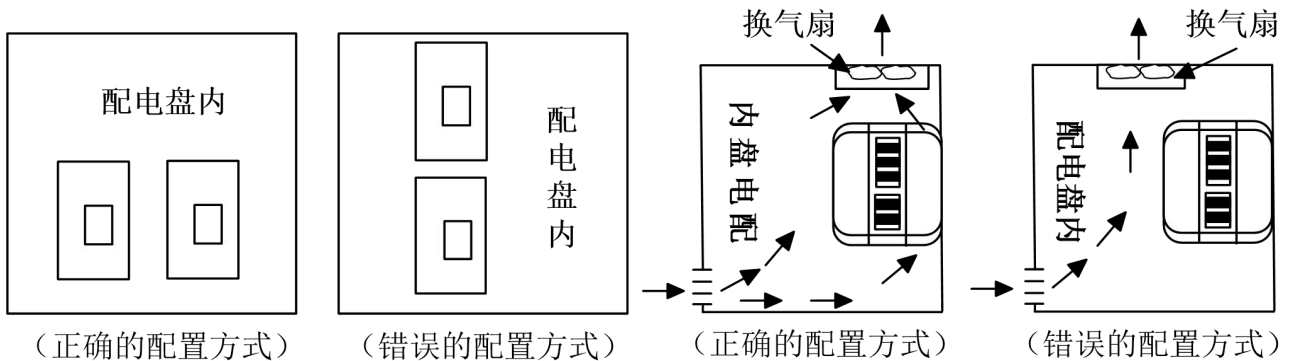 配电盘内
（正确的配置方式）
配电盘内
（错误的配置方式）
换气扇
内盘电配
（正确的配置方式）
换气扇
配电盘内
（错误的配置方式）